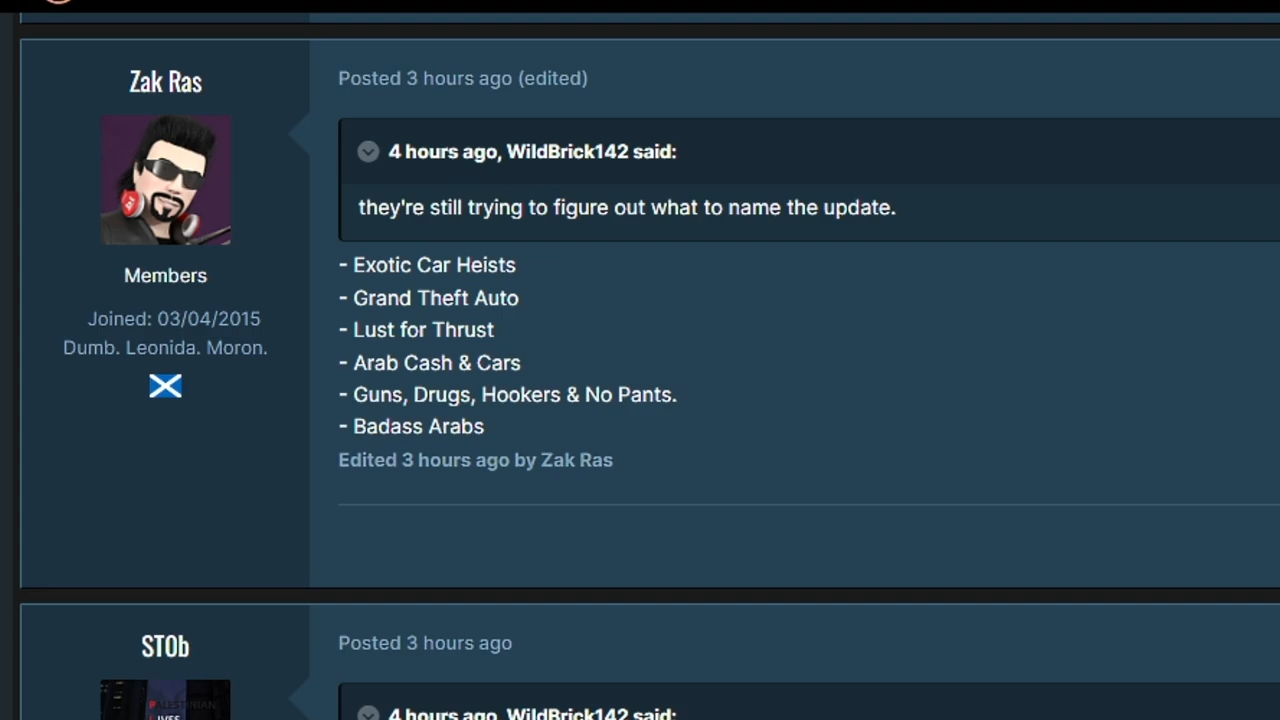 Zak Ras
Posted 3 hours ago (edited)
4 hours ago, WildBrick142 said:
they're still trying to figure out what to name the update.
Members
Joined: 03/04/2015
Dumb. Leonida. Moron.
- Exotic Car Heists
- Grand Theft Auto
- Lust for Thrust
- Arab Cash & Cars
- Guns, Drugs, Hookers & No Pants.
- Badass Arabs
Edited 3 hours ago by Zak Ras
ST0b
Posted 3 hours ago
PALESTINIAN
LIVES
4 hours ago, WildBrick142 said: